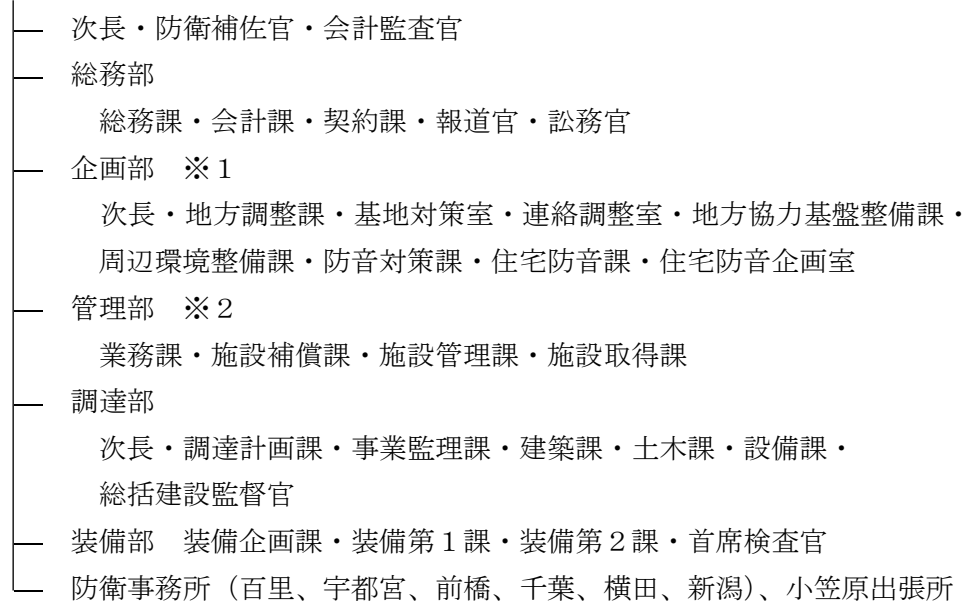 次長・防衛補佐官・会計監査官
総務部
総務課・会計課・契約課・報道官・訟務官
企画部　※１
次長・地方調整課・基地対策室・連絡調整室・地方協力基盤整備課・
周辺環境整備課・防音対策課・住宅防音課・住宅防音企画室
管理部　※２
業務課・施設補償課・施設管理課・施設取得課
調達部
次長・調達計画課・事業監理課・建築課・土木課・設備課・
総括建設監督官
装備部　装備企画課・装備第１課・装備第２課・首席検査官
防衛事務所（百里、宇都宮、前橋、千葉、横田、新潟）、小笠原出張所